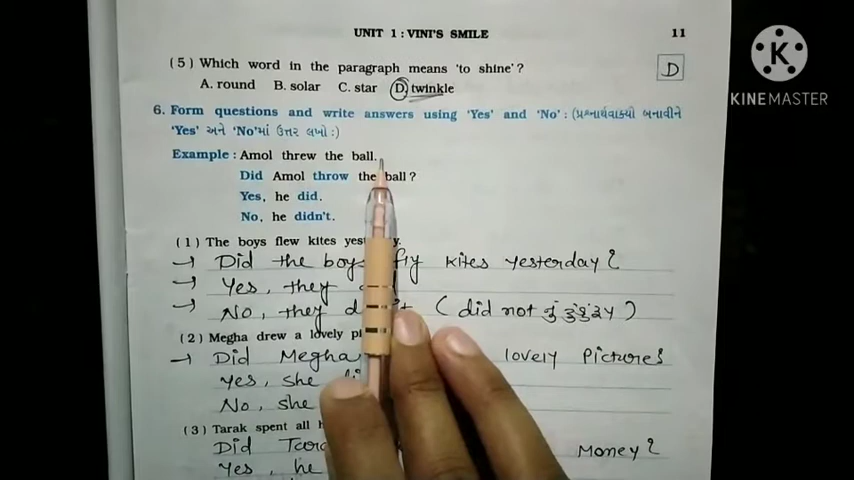 UNIT 1 : VINI'S SMILE 11
(5) Which word in the paragraph means 'to shine'?
D
A. round B. solar C. star D. twinkle
KINEMASTER
6. Form questions and write answers using 'Yes' and 'No' : (પ્રશ્નાર્થવાક્યો બનાવીને
'Yes' અને 'No'માં ઉત્તર લખો :)
Example : Amol threw the ball.
Did Amol throw the ball?
Yes, he did.
No, he didn't.
(1) The boys flew kites
→ Did the boys fly kites yesterday?
→ Yes, they
→ No, they (did not નું ટુંકુંરૂપ)
(2) Megha drew a lovely
→ Did Megha lovely Pictures
Yes, she
No, she
(3) Tarak spent all
Did Money?
Yes, he